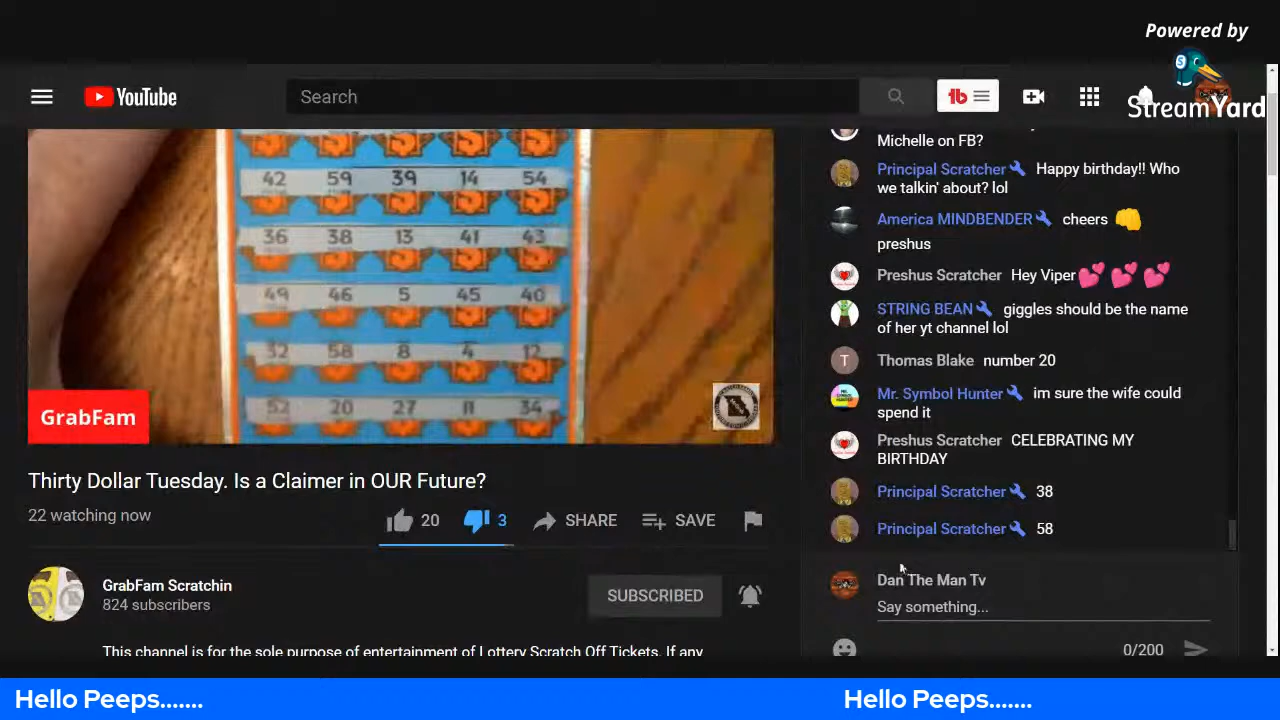 Powered by
StreamYard
YouTube
Search
42 59 39 14 54
36 38 13 41 43
49 46 5 45 40
32 58 8 4 12
52 20 27 11 34
GrabFam
Thirty Dollar Tuesday. Is a Claimer in OUR Future?
22 watching now
20
3
SHARE
SAVE
GrabFam Scratchin
824 subscribers
SUBSCRIBED
This channel is for the sole purpose of entertainment of Lottery Scratch Off Tickets. If any
Michelle on FB?
Principal Scratcher Happy birthday!! Who
we talkin' about? lol
America MINDBENDER cheers
preshus
Preshus Scratcher Hey Viper
STRING BEAN giggles should be the name
of her yt channel lol
T
Thomas Blake number 20
Mr. Symbol Hunter im sure the wife could
spend it
Preshus Scratcher CELEBRATING MY
BIRTHDAY
Principal Scratcher 38
Principal Scratcher 58
Dan The Man Tv
Say something...
0/200
Hello Peeps.......
Hello Peeps.......